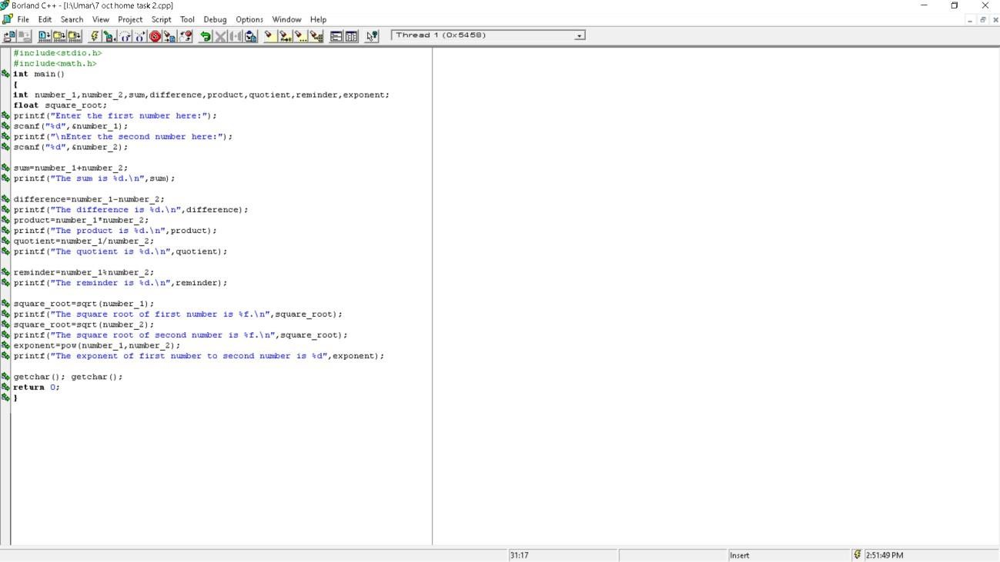 Borland C++ - [I:\Umar\7 oct home task 2.cpp]
File Edit Search View Project Script Tool Debug Options Window Help
Thread 1 (0x5458)
#include<stdio.h>
#include<math.h>
int main()
{
int number_1,number_2,sum,difference,product,quotient,reminder,exponent;
float square_root;
printf("Enter the first number here:");
scanf("%d",&number_1);
printf("\nEnter the second number here:");
scanf("%d",&number_2);
sum=number_1+number_2;
printf("The sum is %d.\n",sum);
difference=number_1-number_2;
printf("The difference is %d.\n",difference);
product=number_1*number_2;
printf("The product is %d.\n",product);
quotient=number_1/number_2;
printf("The quotient is %d.\n",quotient);
reminder=number_1%number_2;
printf("The reminder is %d.\n",reminder);
square_root=sqrt(number_1);
printf("The square root of first number is %f.\n",square_root);
square_root=sqrt(number_2);
printf("The square root of second number is %f.\n",square_root);
exponent=pow(number_1,number_2);
printf("The exponent of first number to second number is %d",exponent);
getchar(); getchar();
return 0;
}
31:17 Insert 2:51:49 PM